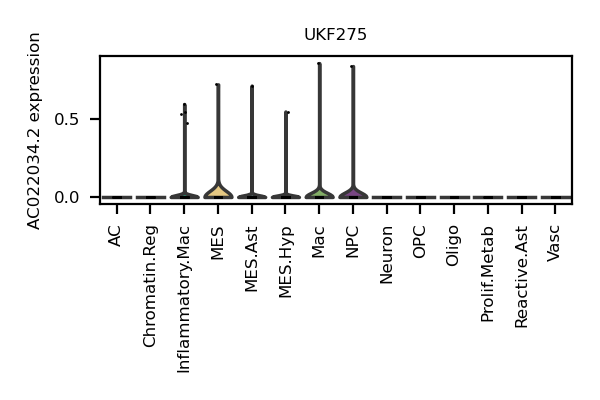 UKF275
AC022034.2 expression
0.5
0.0
AC
Chromatin.Reg
Inflammatory.Mac
MES
MES.Ast
MES.Hyp
Mac
NPC
Neuron
OPC
Oligo
Prolif.Metab
Reactive.Ast
Vasc